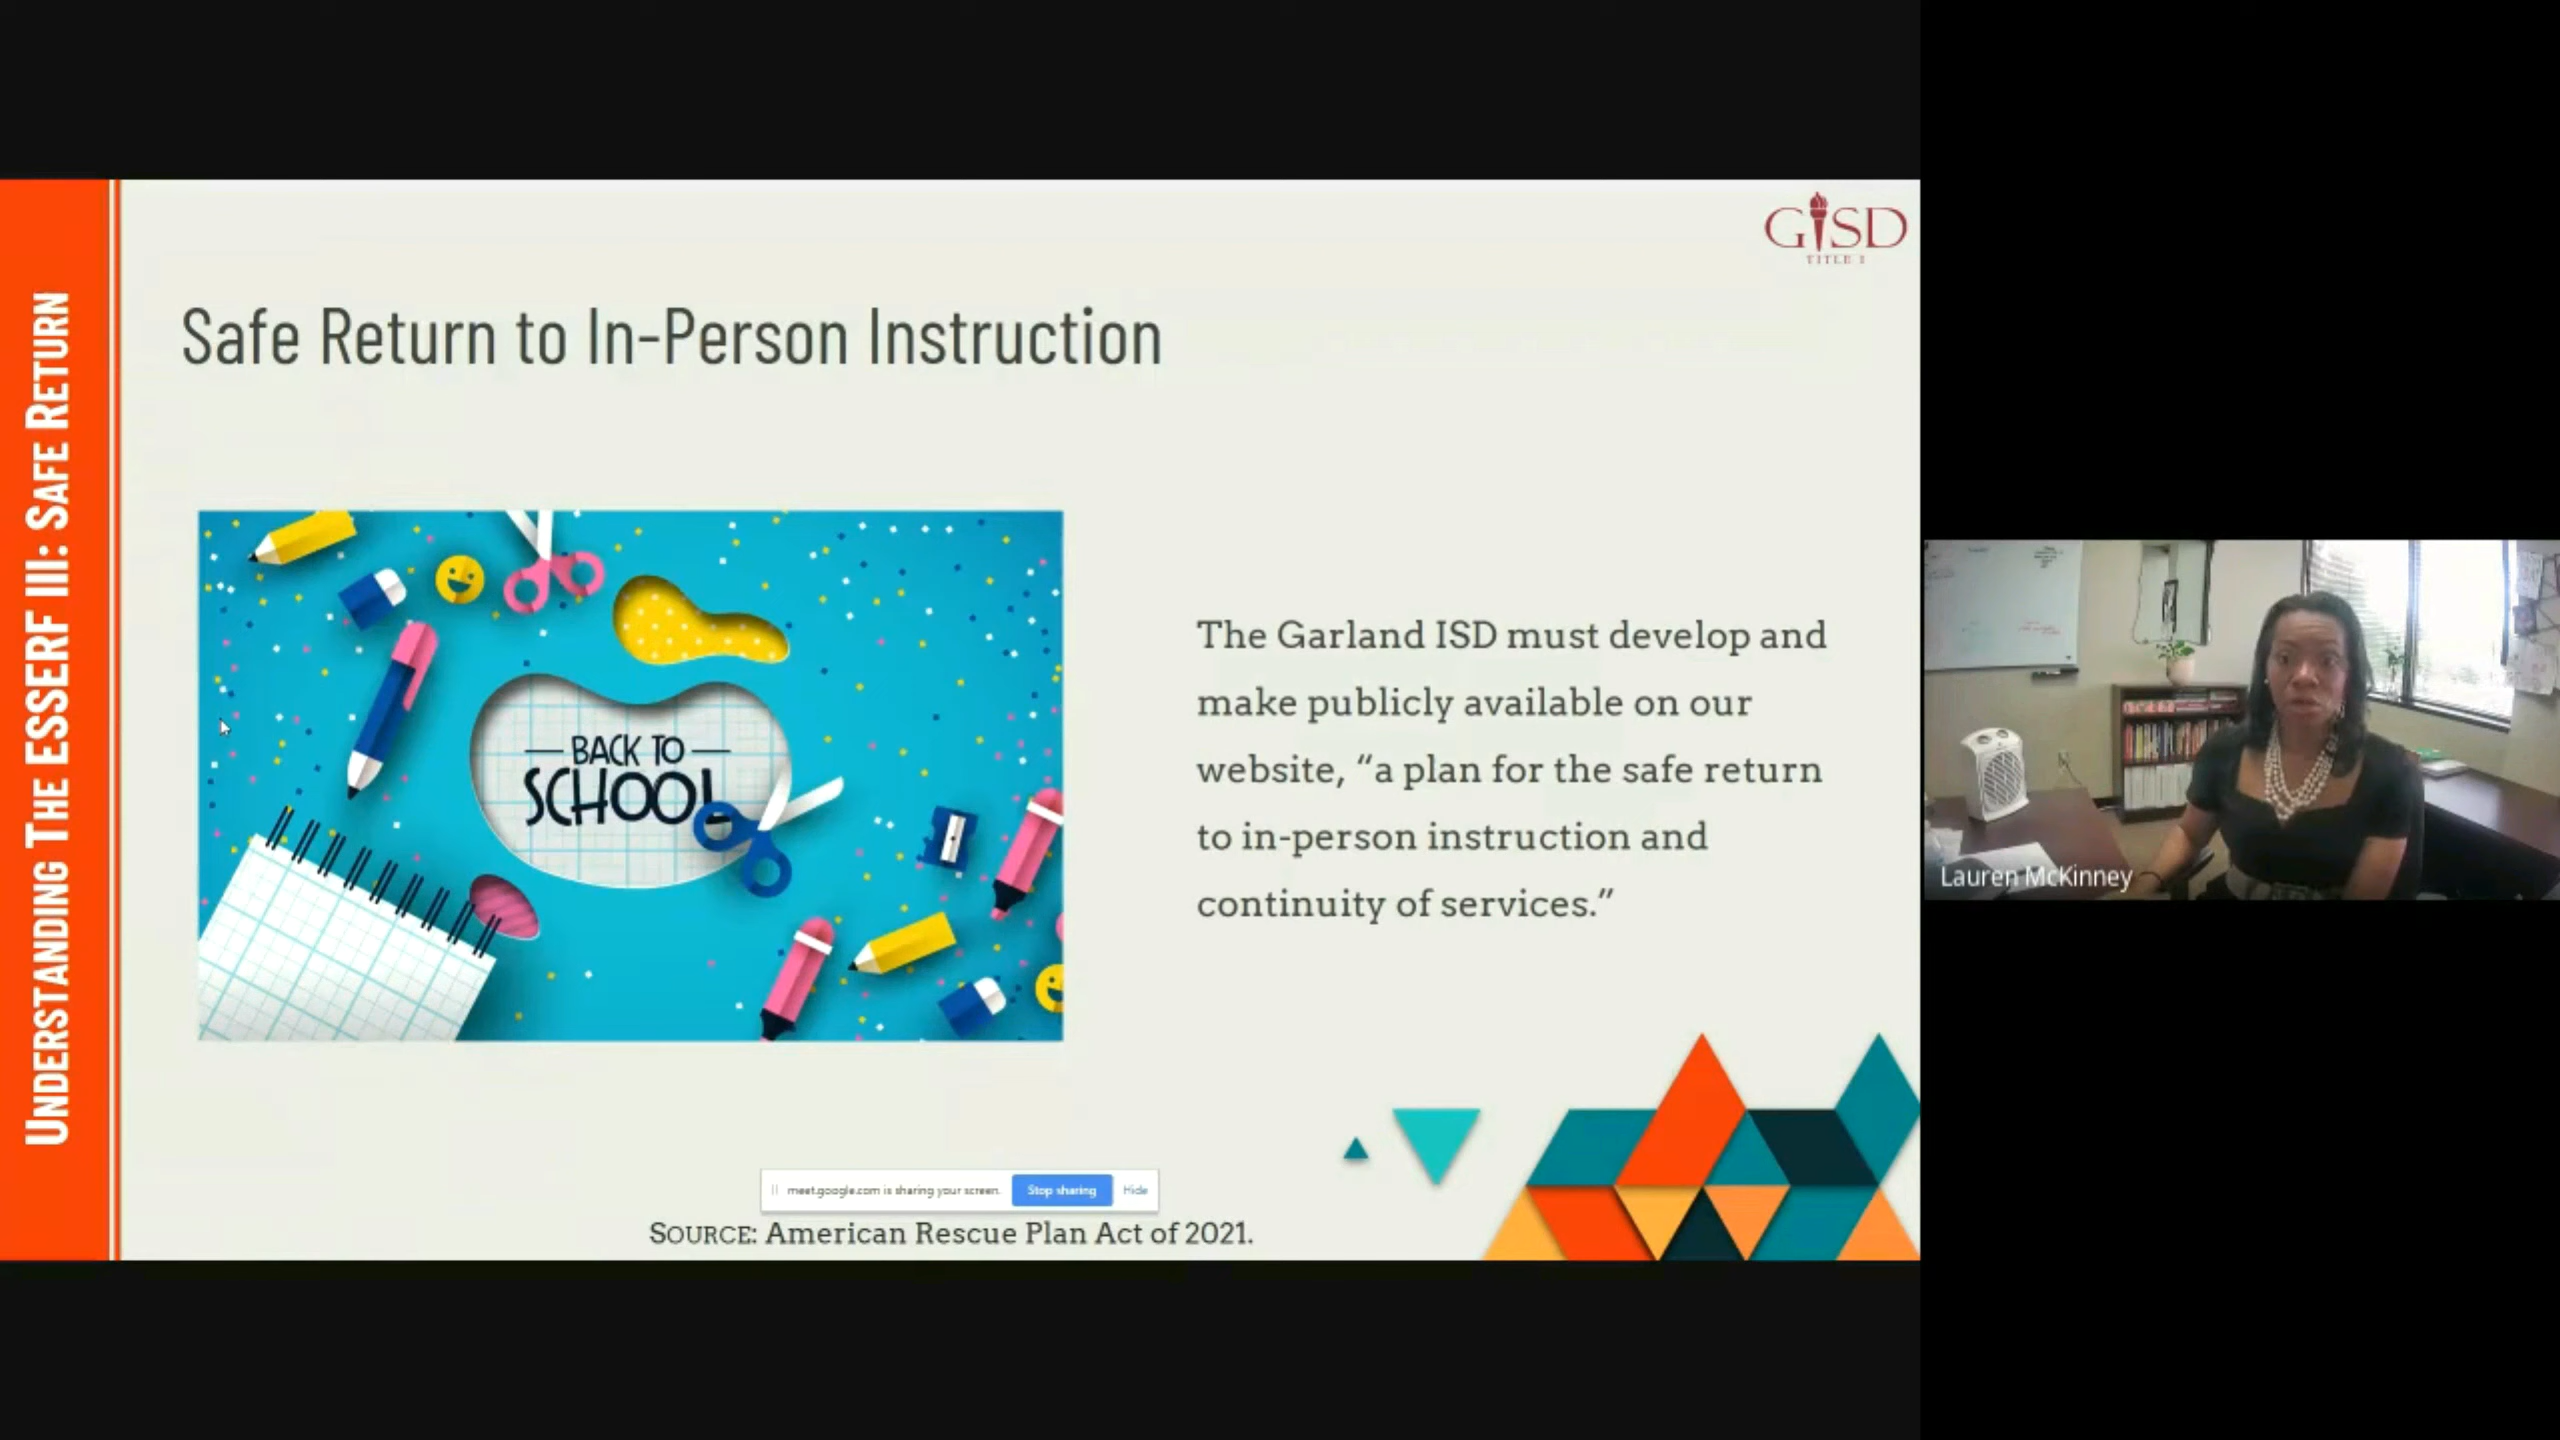 GISD
TITLE I
UNDERSTANDING THE ESSERF III: SAFE RETURN
Safe Return to In-Person Instruction
BACK TO
SCHOOL
The Garland ISD must develop and
make publicly available on our
website, “a plan for the safe return
to in-person instruction and
continuity of services.”
Lauren McKinney
meet.google.com is sharing your screen. Stop sharing Hide
SOURCE: American Rescue Plan Act of 2021.